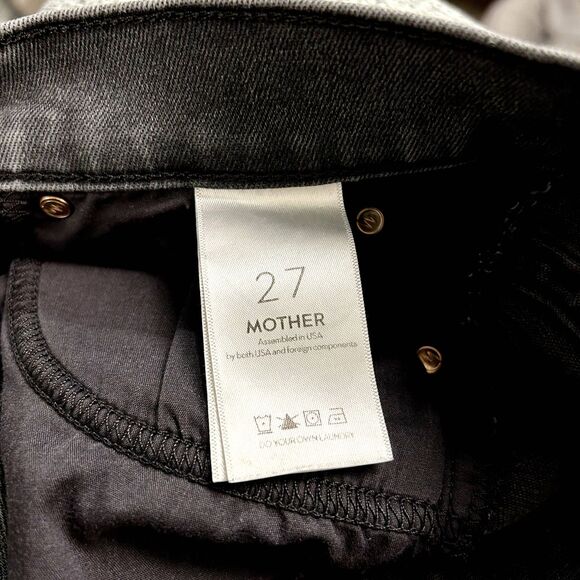 27
MOTHER
Assembled in USA
by both USA and foreign components
DO YOUR OWN LAUNDRY